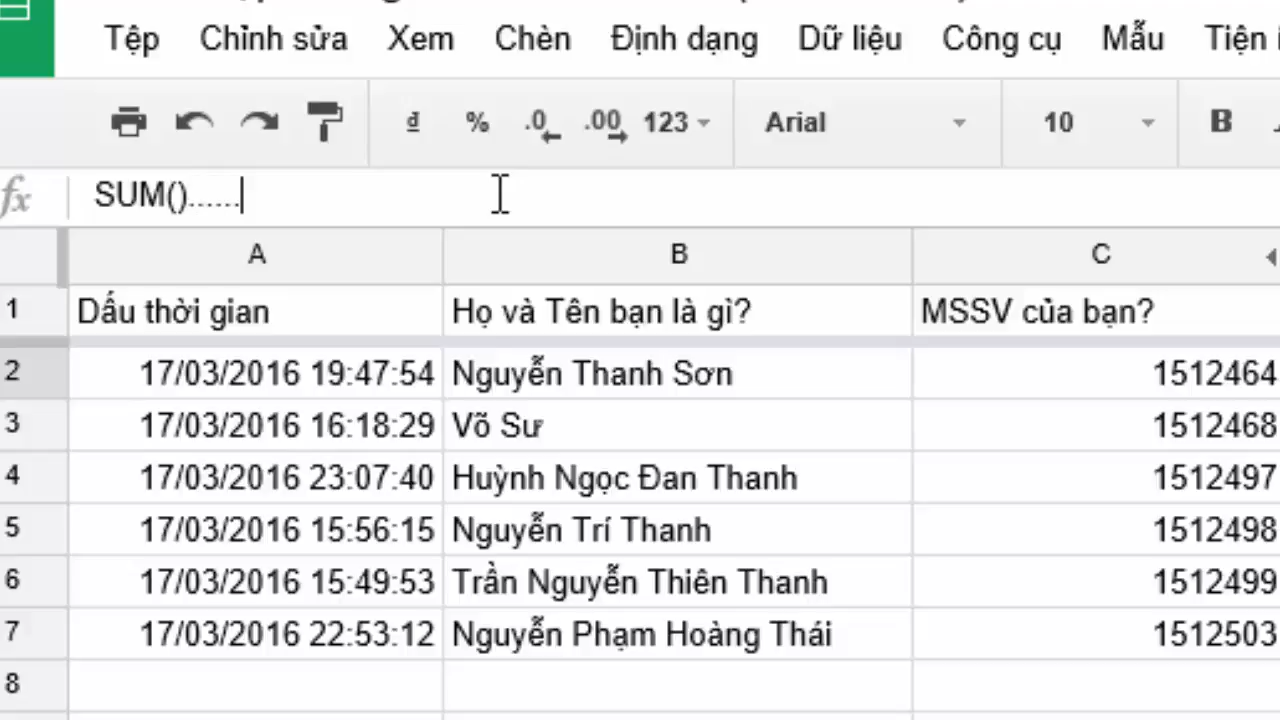 Tệp Chỉnh sửa Xem Chèn Định dạng Dữ liệu Công cụ Mẫu Tiện
đ % .0 .00 123 Arial 10 B
fx SUM()......
A B C
1 Dấu thời gian Họ và Tên bạn là gì? MSSV của bạn?
2 17/03/2016 19:47:54 Nguyễn Thanh Sơn 1512464
3 17/03/2016 16:18:29 Võ Sư 1512468
4 17/03/2016 23:07:40 Huỳnh Ngọc Đan Thanh 1512497
5 17/03/2016 15:56:15 Nguyễn Trí Thanh 1512498
6 17/03/2016 15:49:53 Trần Nguyễn Thiên Thanh 1512499
7 17/03/2016 22:53:12 Nguyễn Phạm Hoàng Thái 1512503
8